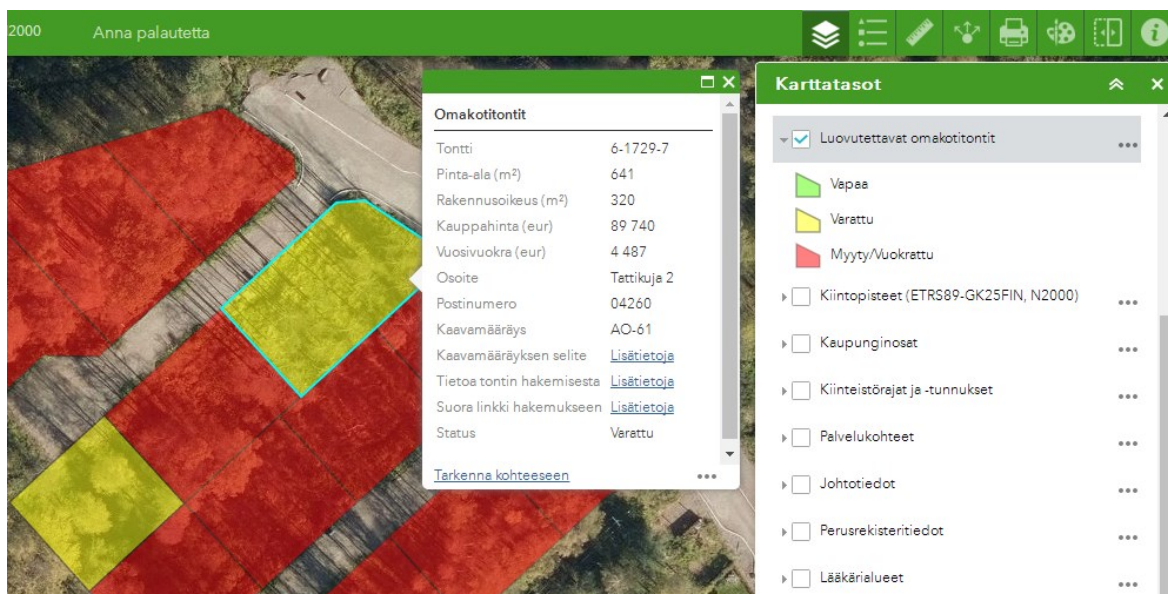 2000 Anna palautetta
Omakotitontit
Tontti 6-1729-7
Pinta-ala (m²) 641
Rakennusoikeus (m²) 320
Kauppahinta (eur) 89 740
Vuosivuokra (eur) 4 487
Osoite Tattikuja 2
Postinumero 04260
Kaavamääräys AO-61
Kaavamääräyksen selite Lisätietoja
Tietoa tontin hakemisesta Lisätietoja
Suora linkki hakemukseen Lisätietoja
Status Varattu
Tarkenna kohteeseen
Karttatasot
Luovutettavat omakotitontit
Vapaa
Varattu
Myyty/Vuokrattu
Kiintopisteet (ETRS89-GK25FIN, N2000)
Kaupunginosat
Kiinteistörajat ja -tunnukset
Palvelukohteet
Johtotiedot
Perusrekisteritiedot
Lääkärialueet